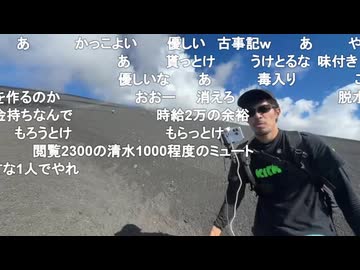 あ かっこよい 優しい 古事記w あ や
あ 貰っとけ うけとるな 味付き
優しいな あ 毒入り こ
を作るのか おおー 消えろ 脱水
金持ちなんで 時給2万の余裕
もろうとけ もらっとけ
閲覧2300の清水1000程度のミュート
な1人でやれ